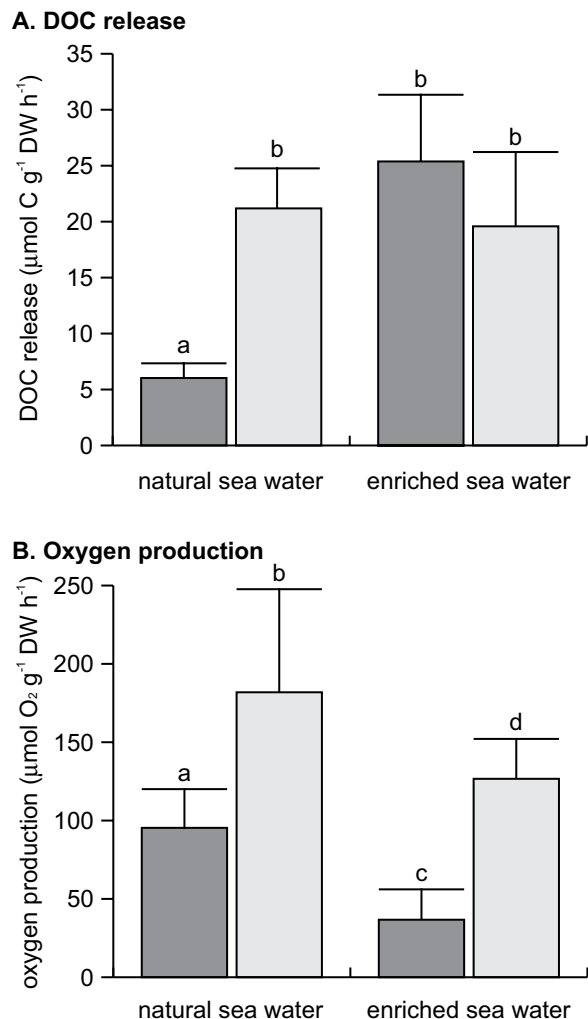 A. DOC release
DOC release (μmol C g⁻¹ DW h⁻¹)
35
30
25
20
15
10
5
0
a
b
b
b
natural sea water
enriched sea water
B. Oxygen production
oxygen production (μmol O₂ g⁻¹ DW h⁻¹)
250
200
150
100
50
0
a
b
c
d
natural sea water
enriched sea water